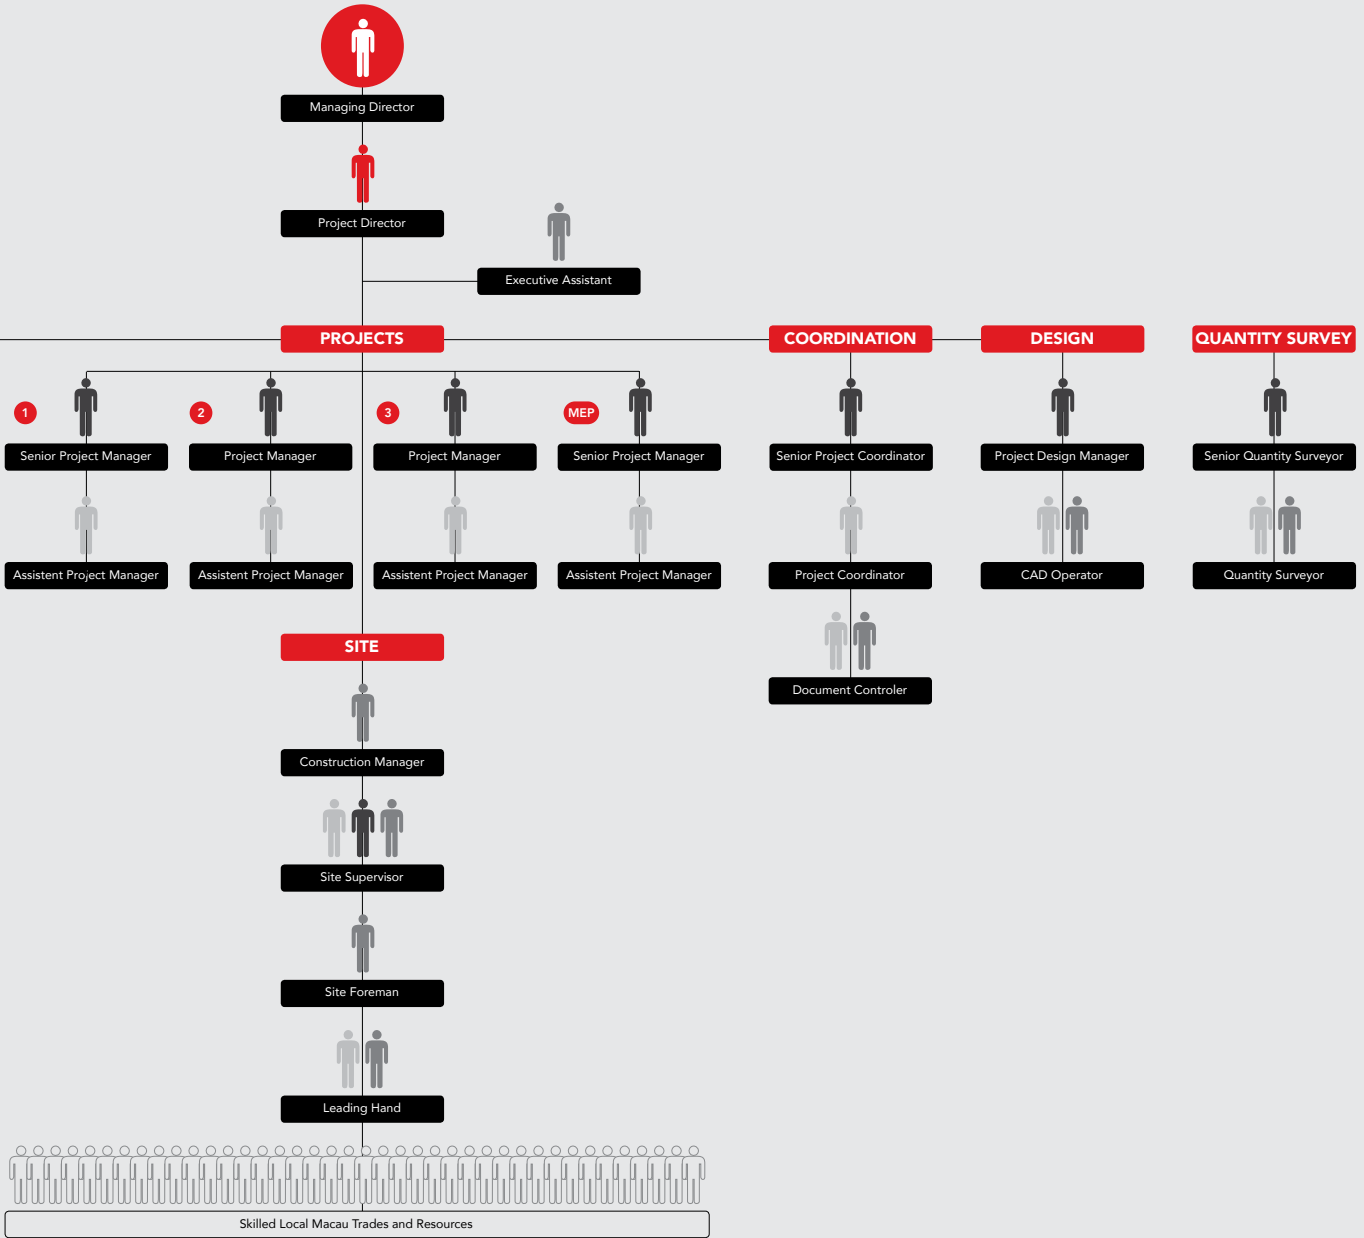 Managing Director
Project Director
Executive Assistant
PROJECTS
COORDINATION
DESIGN
QUANTITY SURVEY
1
2
3
MEP
Senior Project Manager
Project Manager
Project Manager
Senior Project Manager
Senior Project Coordinator
Project Design Manager
Senior Quantity Surveyor
Assistent Project Manager
Assistent Project Manager
Assistent Project Manager
Assistent Project Manager
Project Coordinator
CAD Operator
Quantity Surveyor
SITE
Document Controler
Construction Manager
Site Supervisor
Site Foreman
Leading Hand
Skilled Local Macau Trades and Resources